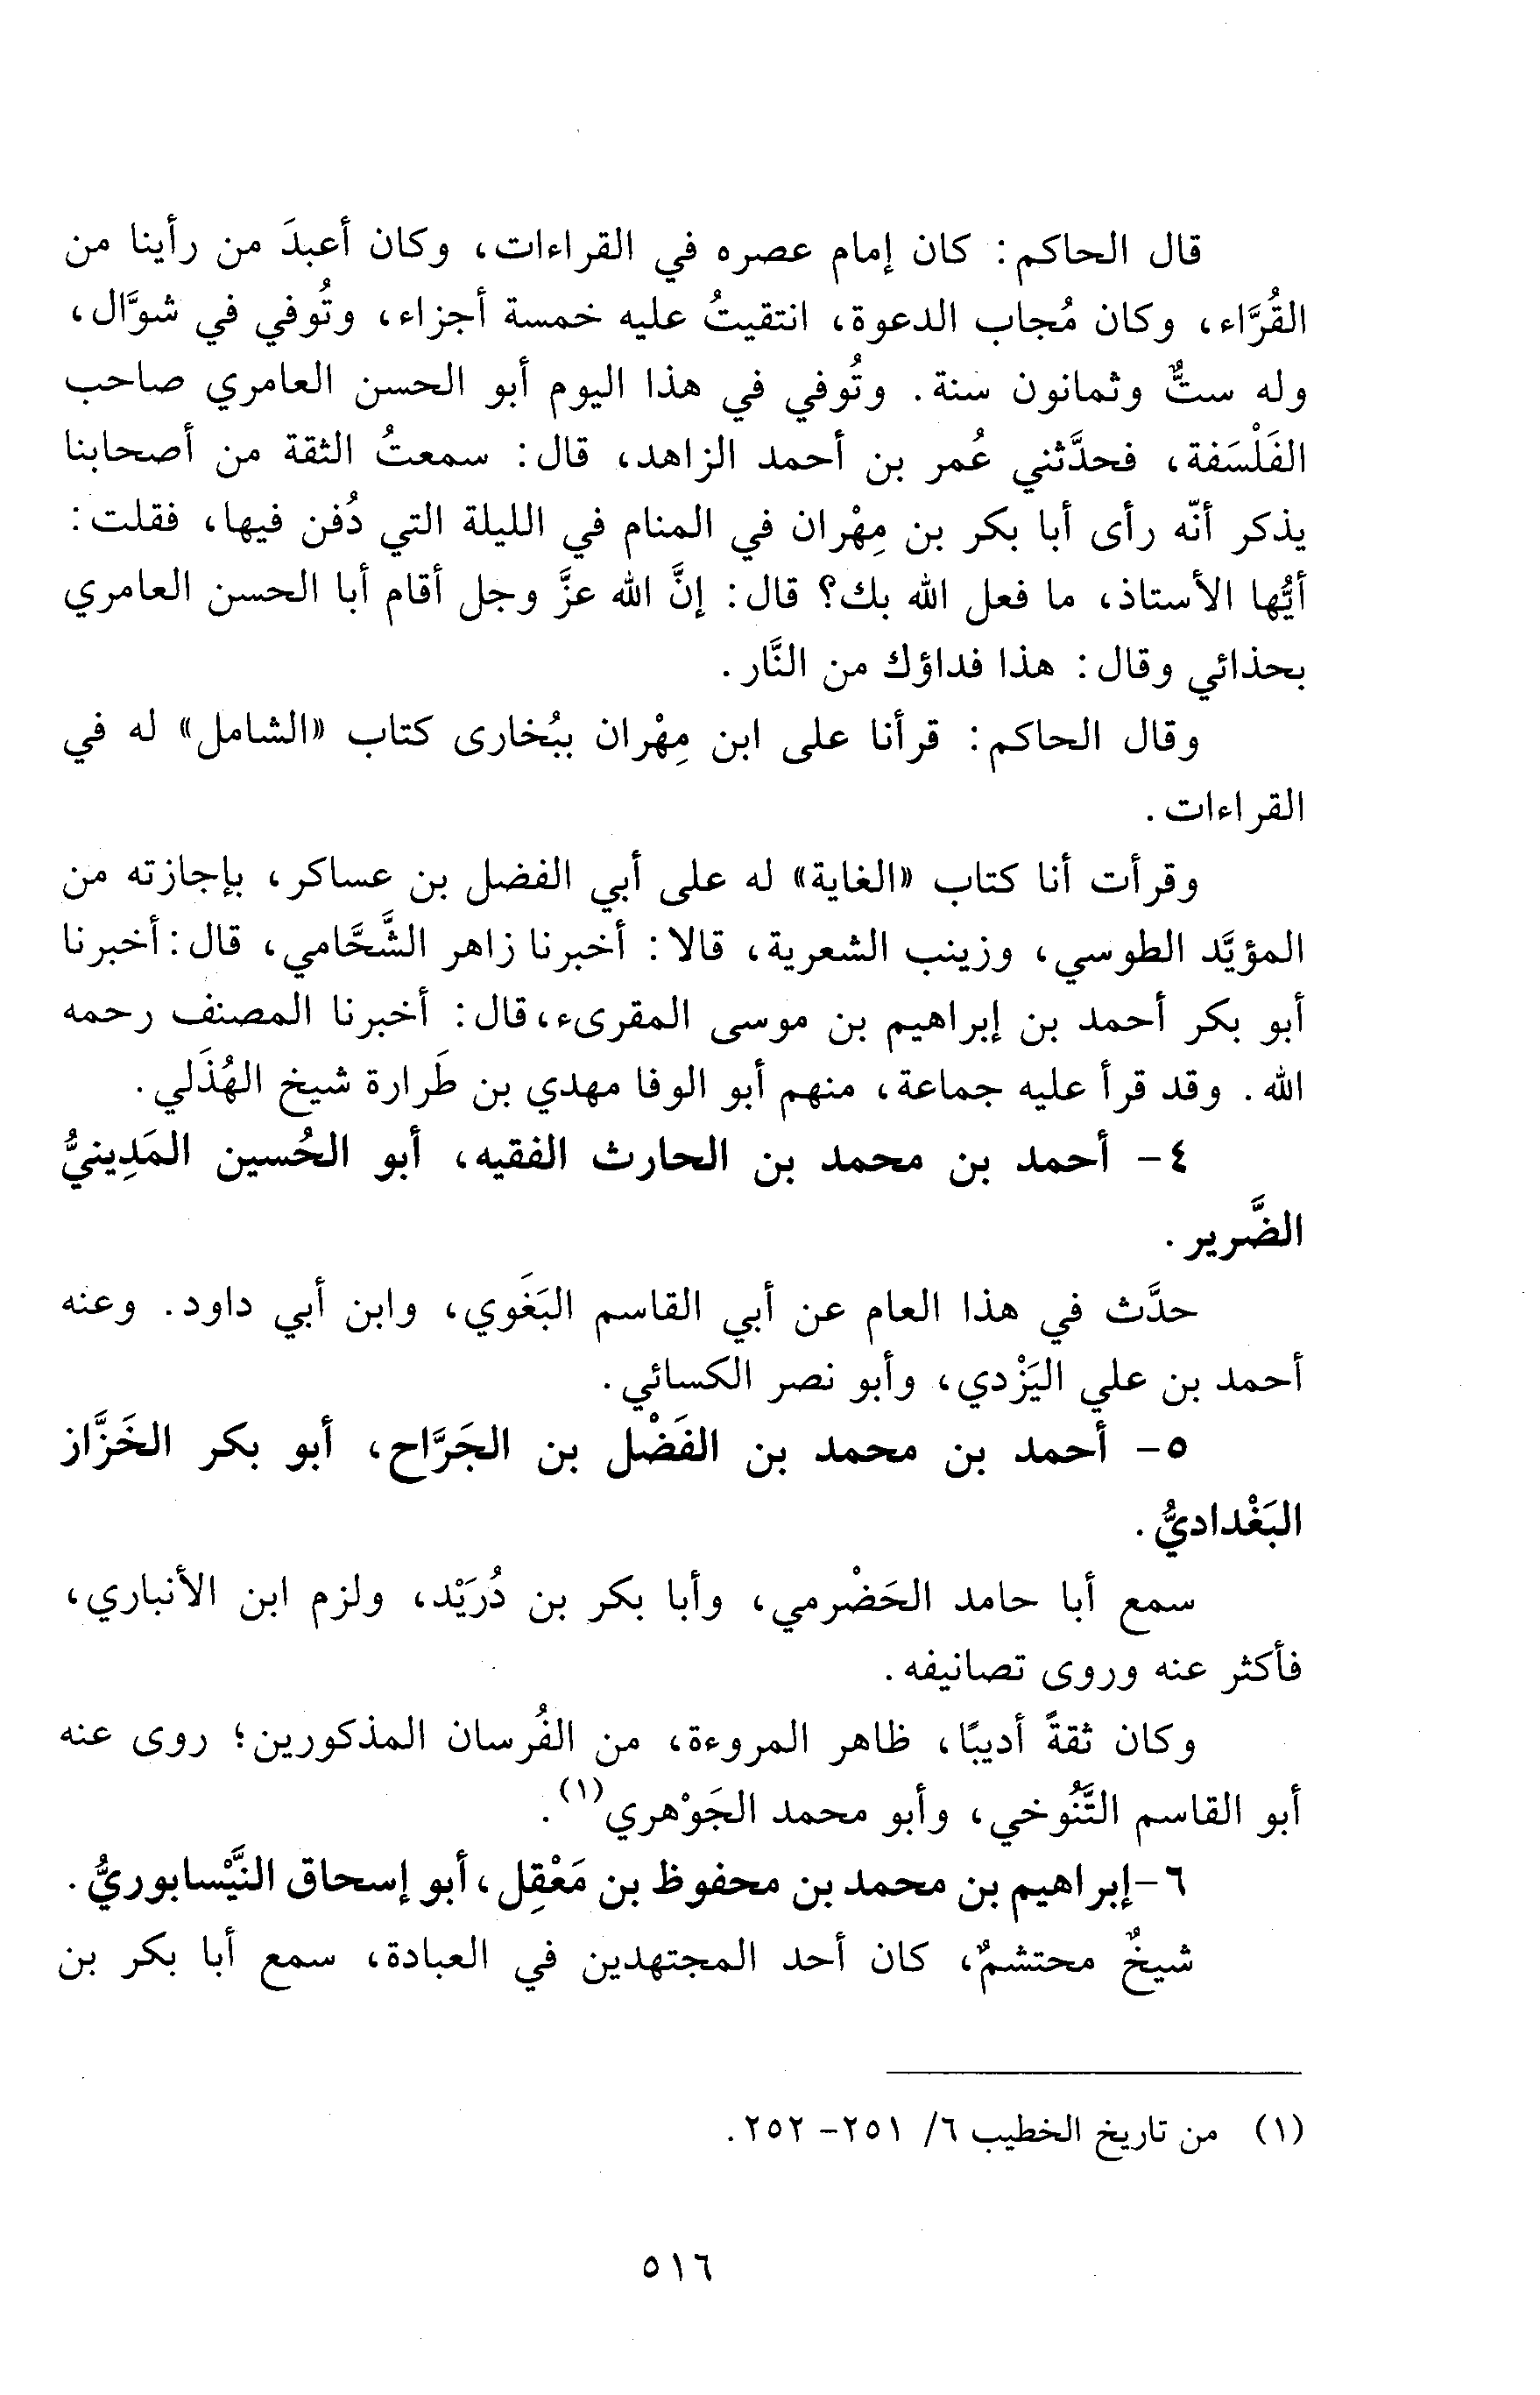 قال الحاكم: كان إمام عصره في القراءات، وكان أعبدَ من رأينا من
القُرَّاء، وكان مُجاب الدعوة، انتقيتُ عليه خمسة أجزاء، وتُوفي في شوَّال،
وله ستٌّ وثمانون سنة. وتُوفي في هذا اليوم أبو الحسن العامري صاحب
الفَلْسَفة، فحدَّثني عُمر بن أحمد الزاهد، قال: سمعتُ الثقة من أصحابنا
يذكر أنّه رأى أبا بكر بن مِهْران في المنام في الليلة التي دُفن فيها، فقلت:
أيُّها الأستاذ، ما فعل الله بك؟ قال: إنَّ الله عزَّ وجل أقام أبا الحسن العامري
بحذائي وقال: هذا فداؤك من النَّار.
وقال الحاكم: قرأنا على ابن مِهْران ببُخارى كتاب «الشامل» له في
القراءات.
وقرأت أنا كتاب «الغاية» له على أبي الفضل بن عساكر، بإجازته من
المؤيَّد الطوسي، وزينب الشعرية، قالا: أخبرنا زاهر الشَّحَّامي، قال: أخبرنا
أبو بكر أحمد بن إبراهيم بن موسى المقرىء، قال: أخبرنا المصنف رحمه
الله. وقد قرأ عليه جماعة، منهم أبو الوفا مهدي بن طَرارة شيخ الهُذَلي.
٤- أحمد بن محمد بن الحارث الفقيه، أبو الحُسين المَدِينيُّ
الضَّرير.
حدَّث في هذا العام عن أبي القاسم البَغَوي، وابن أبي داود. وعنه
أحمد بن علي اليَزْدي، وأبو نصر الكسائي.
٥- أحمد بن محمد بن الفَضْل بن الجَرَّاح، أبو بكر الخَزَّاز
البَغْداديُّ.
سمع أبا حامد الحَضْرمي، وأبا بكر بن دُرَيْد، ولزم ابن الأنباري،
فأكثر عنه وروى تصانيفه.
وكان ثقةً أديبًا، ظاهر المروءة، من الفُرسان المذكورين؛ روى عنه
أبو القاسم التَّنُوخي، وأبو محمد الجَوْهري(١).
٦- إبراهيم بن محمد بن محفوظ بن مَعْقِل، أبو إسحاق النَّيْسابوريُّ.
شيخٌ محتشمٌ، كان أحد المجتهدين في العبادة، سمع أبا بكر بن
(١) من تاريخ الخطيب ٦/ ٢٥١- ٢٥٢.
٥١٦